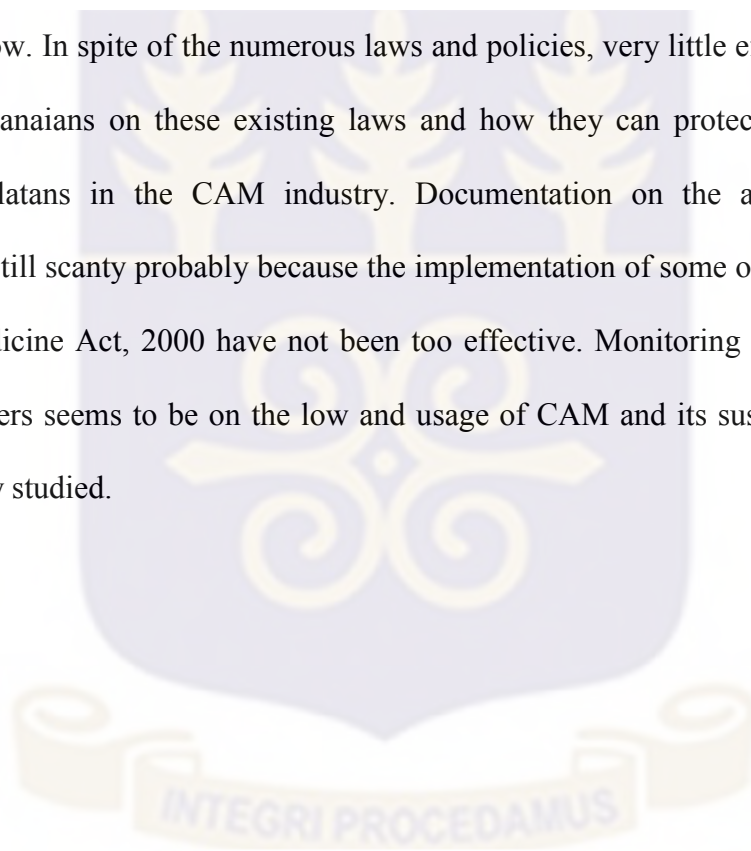 ow. In spite of the numerous laws and policies, very little e
anaians on these existing laws and how they can protec
latans in the CAM industry. Documentation on the a
till scanty probably because the implementation of some o
dicine Act, 2000 have not been too effective. Monitoring
ers seems to be on the low and usage of CAM and its sus
y studied.
INTEGRI PROCEDAMUS